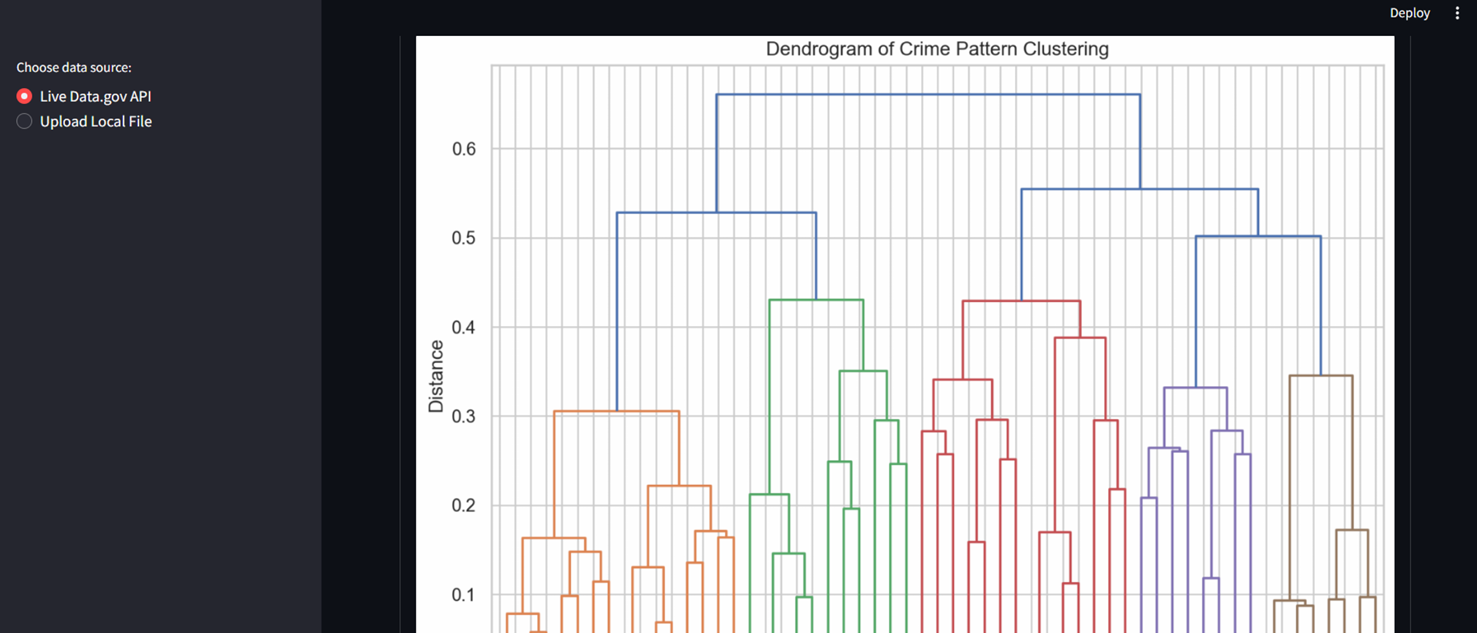 Deploy
Choose data source:
Live Data.gov API
Upload Local File
Dendrogram of Crime Pattern Clustering
Distance
0.6
0.5
0.4
0.3
0.2
0.1